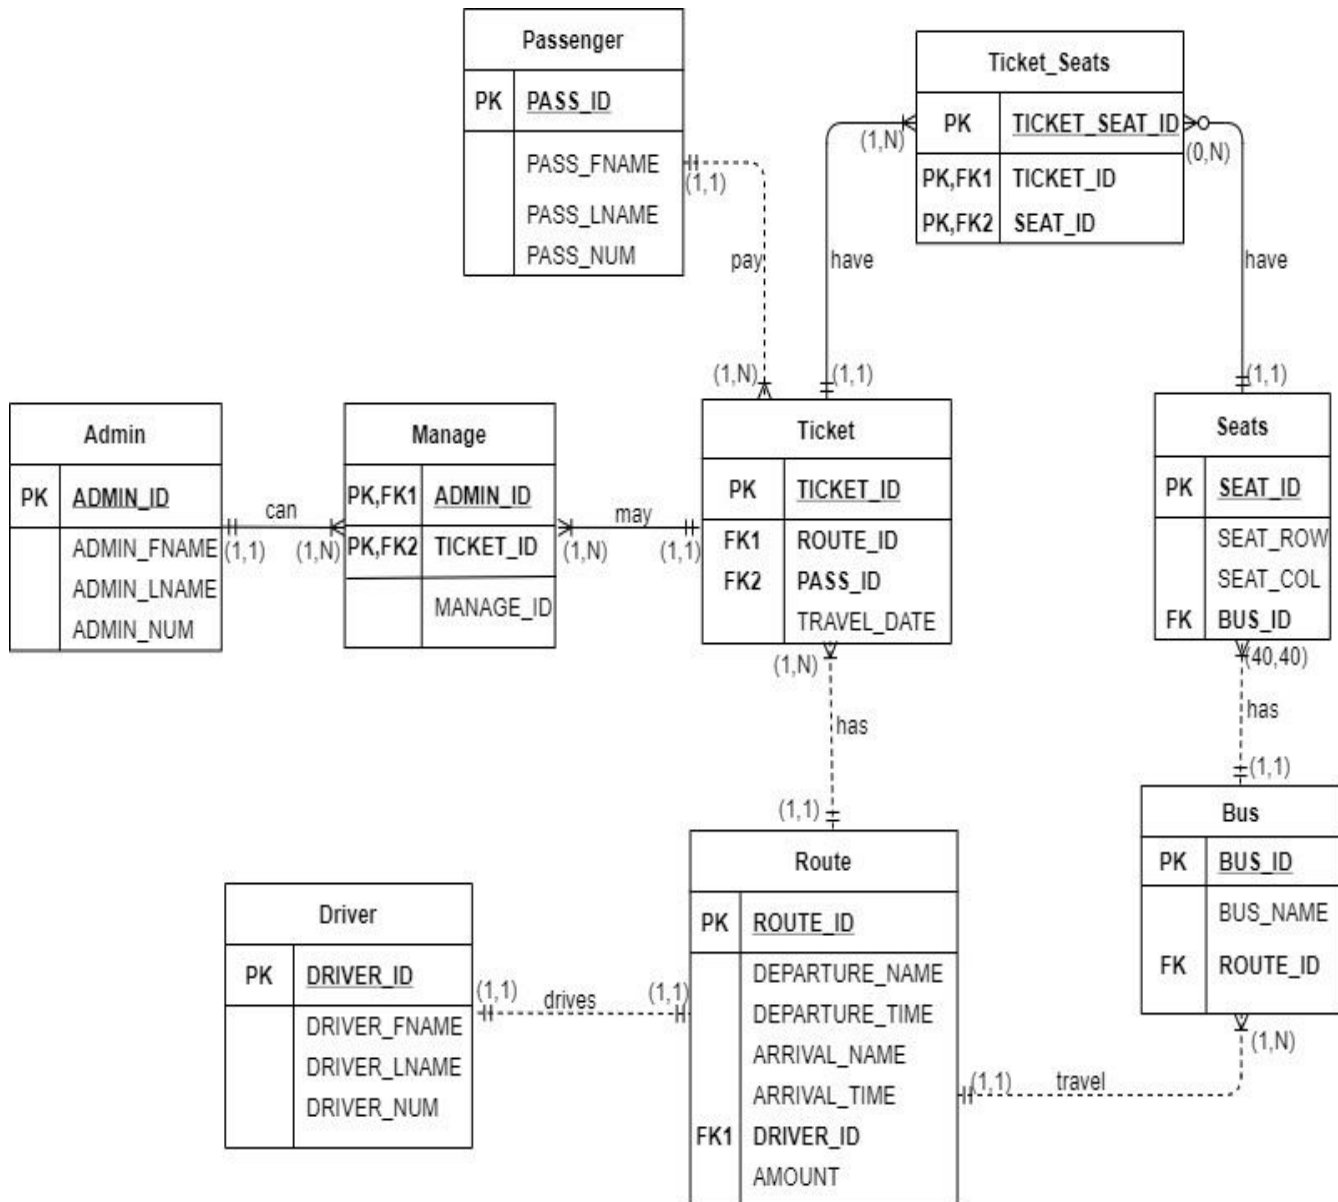 Passenger
PK PASS_ID
PASS_FNAME
PASS_LNAME
PASS_NUM
(1,1)
pay
(1,N)
Ticket_Seats
PK TICKET_SEAT_ID
PK,FK1 TICKET_ID
PK,FK2 SEAT_ID
(1,N)
(0,N)
have
have
(1,1)
(1,1)
Admin
PK ADMIN_ID
ADMIN_FNAME
ADMIN_LNAME
ADMIN_NUM
can
(1,1)
(1,N)
Manage
PK,FK1 ADMIN_ID
PK,FK2 TICKET_ID
MANAGE_ID
may
(1,N)
(1,1)
Ticket
PK TICKET_ID
FK1 ROUTE_ID
FK2 PASS_ID
TRAVEL_DATE
(1,N)
has
(1,1)
Seats
PK SEAT_ID
SEAT_ROW
SEAT_COL
FK BUS_ID
(40,40)
has
(1,1)
Bus
PK BUS_ID
BUS_NAME
FK ROUTE_ID
(1,N)
Driver
PK DRIVER_ID
DRIVER_FNAME
DRIVER_LNAME
DRIVER_NUM
(1,1)
drives
(1,1)
Route
PK ROUTE_ID
DEPARTURE_NAME
DEPARTURE_TIME
ARRIVAL_NAME
ARRIVAL_TIME
FK1 DRIVER_ID
AMOUNT
(1,1)
travel